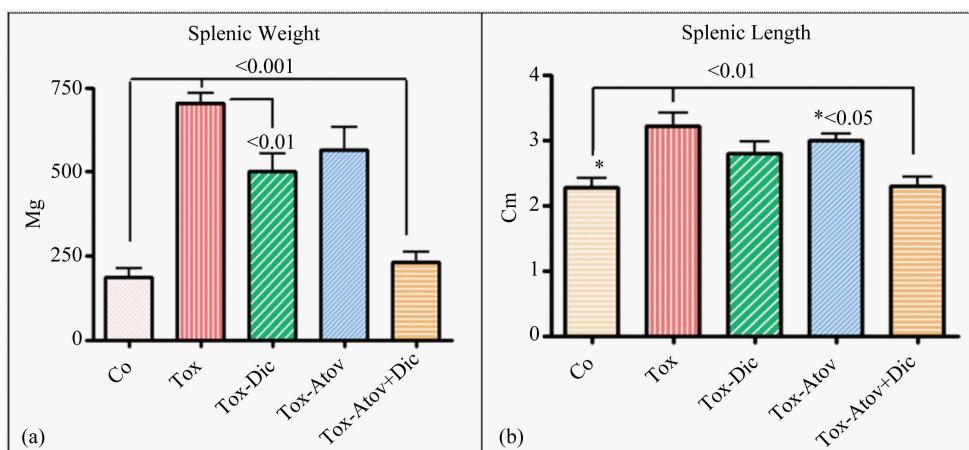 Splenic Weight
<0.001
750
<0.01
500
Mg
250
0
Co
Tox
Tox-Dic
Tox-Atov
Tox-Atov+Dic
(a)
Splenic Length
4
<0.01
*<0.05
3
*
2
Cm
1
0
Co
Tox
Tox-Dic
Tox-Atov
Tox-Atov+Dic
(b)